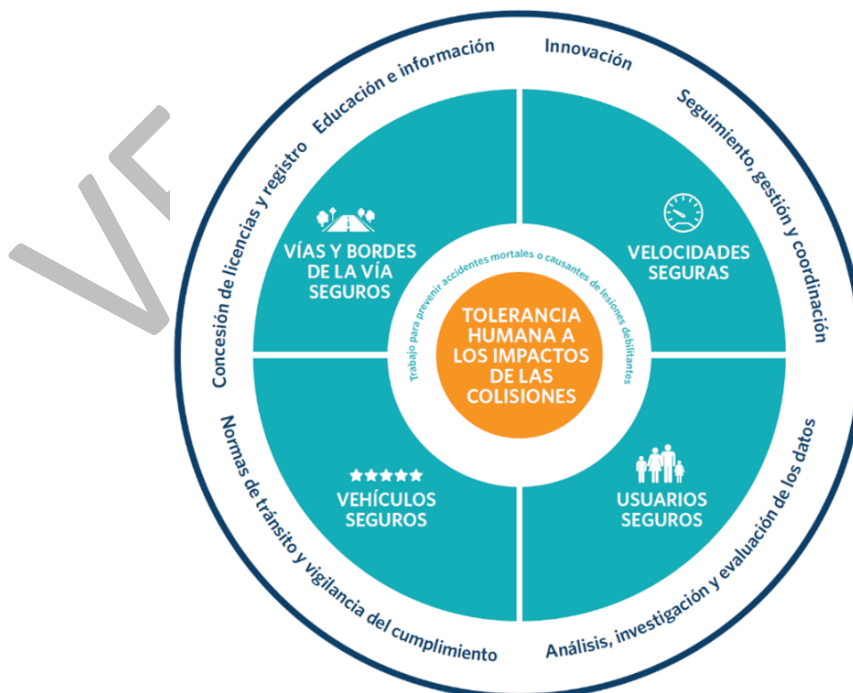 Educación e información
Innovación
Seguimiento, gestión y coordinación
Concesión de licencias y registro
VÍAS Y BORDES
DE LA VÍA
SEGUROS
VELOCIDADES
SEGURAS
Trabajo para prevenir accidentes mortales o causantes de lesiones debilitantes
TOLERANCIA
HUMANA A
LOS IMPACTOS
DE LAS
COLISIONES
VEHÍCULOS
SEGUROS
USUARIOS
SEGUROS
Normas de tránsito y vigilancia del cumplimiento
Análisis, investigación y evaluación de los datos